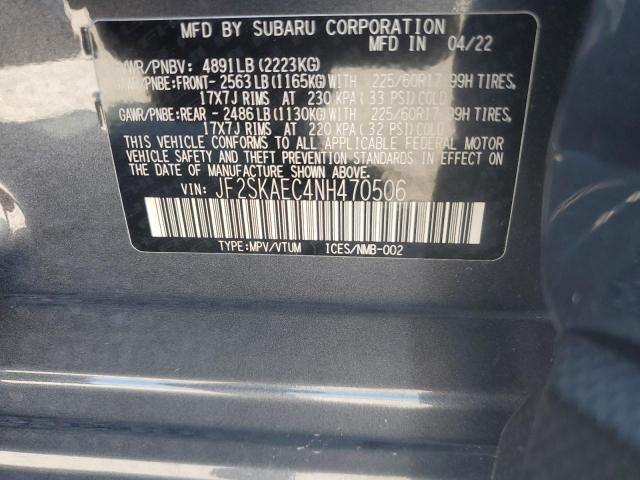 MFD BY SUBARU CORPORATION
MFD IN 04/22
GVWR/PNBV: 4891LB (2223KG)
GAWR/PNBE:FRONT- 2563LB (1165KG)WITH 225/60R17 99H TIRES,
17X7J RIMS AT 230 KPA (33 PSI)COLD
GAWR/PNBE:REAR - 2486LB (1130KG)WITH 225/60R17 99H TIRES,
17X7J RIMS AT 220 KPA (32 PSI)COLD
THIS VEHICLE CONFORMS TO ALL APPLICABLE FEDERAL MOTOR
VEHICLE SAFETY AND THEFT PREVENTION STANDARDS IN EFFECT
ON THE DATE OF MANUFACTURE SHOWN ABOVE.
VIN: JF2SKAEC4NH470506
TYPE:MPV/VTUM ICES/NMB-002